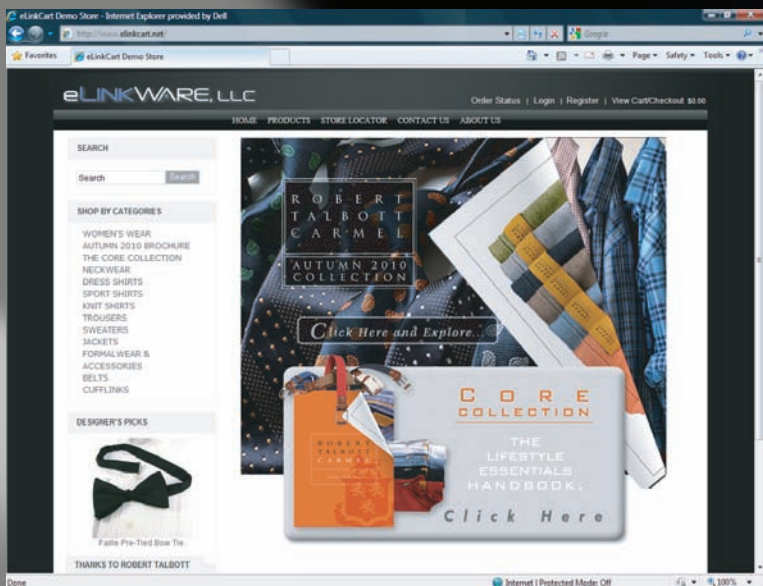 eLinkCart Demo Store - Internet Explorer provided by Dell
http://www.elinkcart.net/
Google
Favorites
eLinkCart Demo Store
Page
Safety
Tools
eLINKWARE, LLC
Order Status | Login | Register | View Cart/Checkout $0.00
HOME PRODUCTS STORE LOCATOR CONTACT US ABOUT US
SEARCH
Search Search
SHOP BY CATEGORIES
WOMEN'S WEAR
AUTUMN 2010 BROCHURE
THE CORE COLLECTION
NECKWEAR
DRESS SHIRTS
SPORT SHIRTS
KNIT SHIRTS
TROUSERS
SWEATERS
JACKETS
FORMALWEAR &
ACCESSORIES
BELTS
CUFFLINKS
DESIGNER'S PICKS
Faille Pre-Tied Bow Tie
THANKS TO ROBERT TALBOTT
ROBERT
TALBOTT
CARMEL
AUTUMN 2010
COLLECTION
Click Here and Explore...
ROBERT
TALBOTT
CARMEL
CORE
COLLECTION
THE
LIFESTYLE
ESSENTIALS
HANDBOOK.
Click Here
Done
Internet | Protected Mode: Off
100%